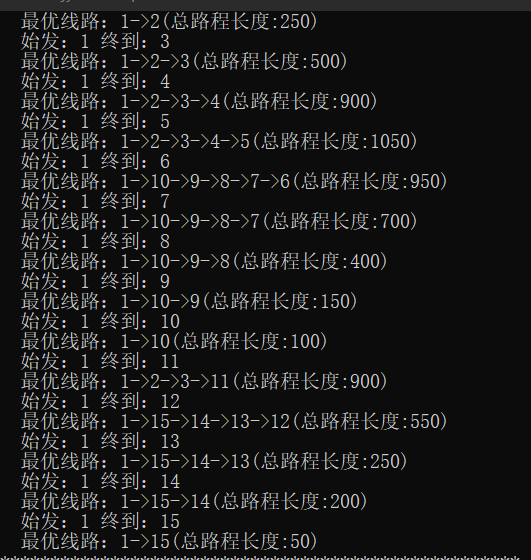 最优线路：1->2(总路程长度:250)
始发：1 终到：3
最优线路：1->2->3(总路程长度:500)
始发：1 终到：4
最优线路：1->2->3->4(总路程长度:900)
始发：1 终到：5
最优线路：1->2->3->4->5(总路程长度:1050)
始发：1 终到：6
最优线路：1->10->9->8->7->6(总路程长度:950)
始发：1 终到：7
最优线路：1->10->9->8->7(总路程长度:700)
始发：1 终到：8
最优线路：1->10->9->8(总路程长度:400)
始发：1 终到：9
最优线路：1->10->9(总路程长度:150)
始发：1 终到：10
最优线路：1->10(总路程长度:100)
始发：1 终到：11
最优线路：1->2->3->11(总路程长度:900)
始发：1 终到：12
最优线路：1->15->14->13->12(总路程长度:550)
始发：1 终到：13
最优线路：1->15->14->13(总路程长度:250)
始发：1 终到：14
最优线路：1->15->14(总路程长度:200)
始发：1 终到：15
最优线路：1->15(总路程长度:50)